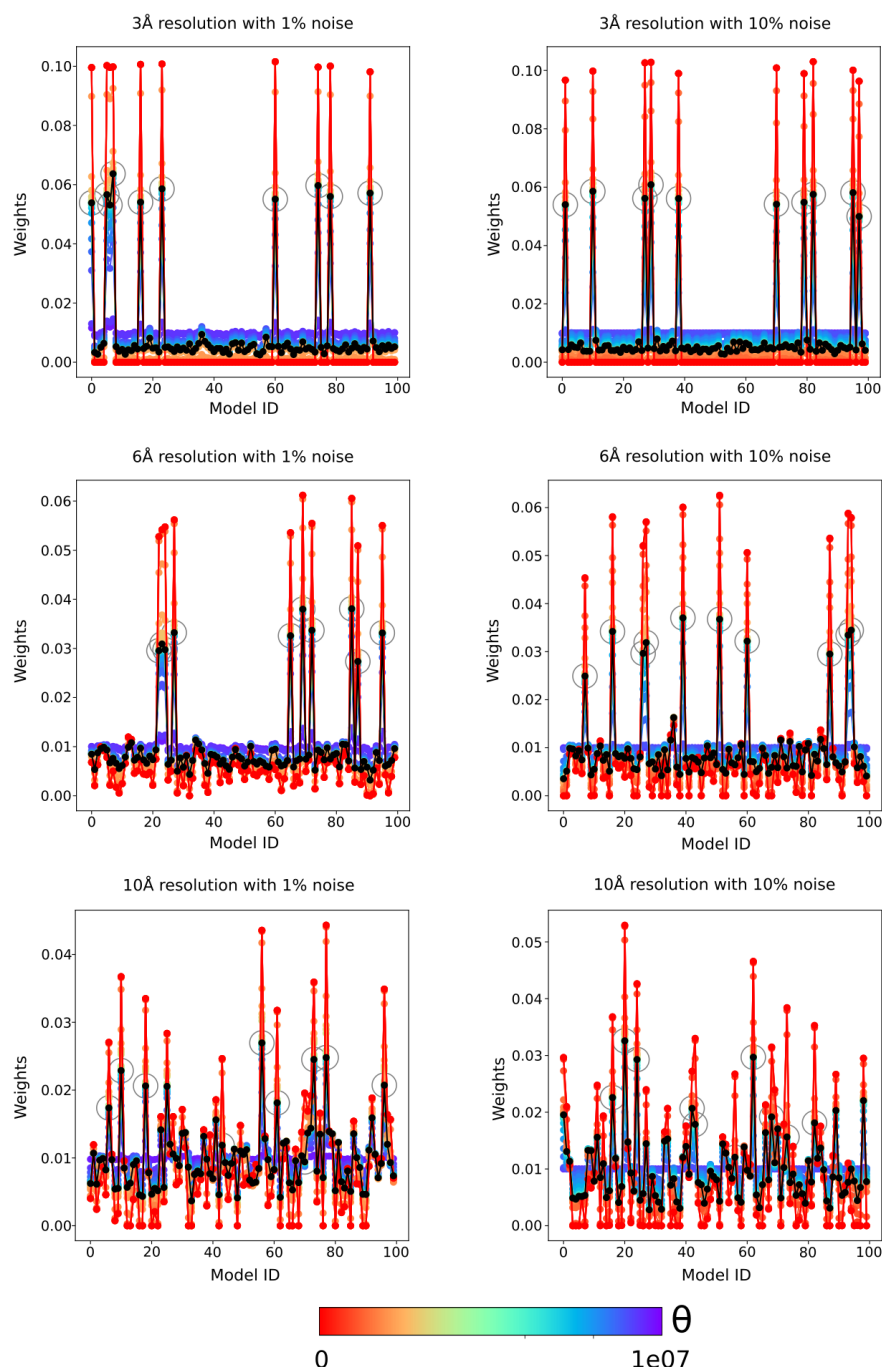 3Å resolution with 1% noise
3Å resolution with 10% noise
0.10
0.08
0.06
0.04
0.02
0.00
Weights
0 20 40 60 80 100
Model ID
0.10
0.08
0.06
0.04
0.02
0.00
Weights
0 20 40 60 80 100
Model ID
6Å resolution with 1% noise
6Å resolution with 10% noise
0.06
0.05
0.04
0.03
0.02
0.01
0.00
Weights
0 20 40 60 80 100
Model ID
0.06
0.05
0.04
0.03
0.02
0.01
0.00
Weights
0 20 40 60 80 100
Model ID
10Å resolution with 1% noise
10Å resolution with 10% noise
0.04
0.03
0.02
0.01
0.00
Weights
0 20 40 60 80 100
Model ID
0.05
0.04
0.03
0.02
0.01
0.00
Weights
0 20 40 60 80 100
Model ID
θ
0 1e07